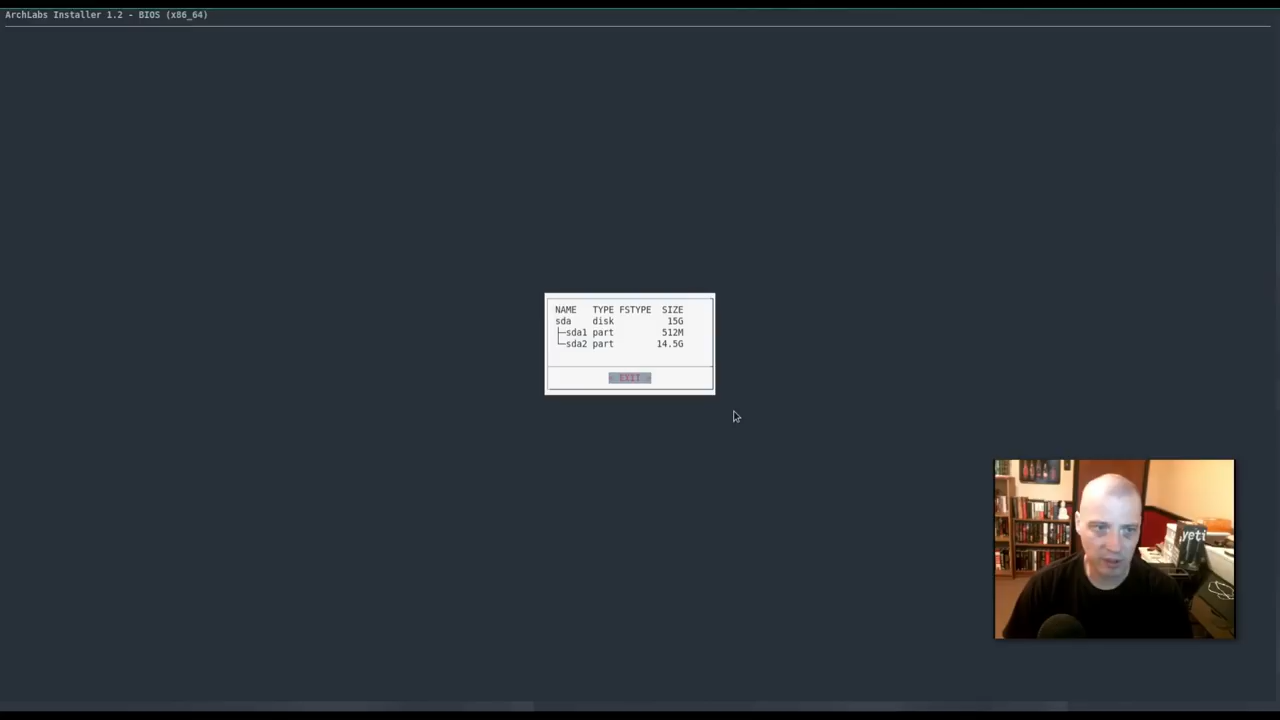 ArchLabs Installer 1.2 - BIOS (x86_64)
NAME TYPE FSTYPE SIZE
sda disk 15G
├─sda1 part 512M
└─sda2 part 14.5G
< EXIT >
yeti